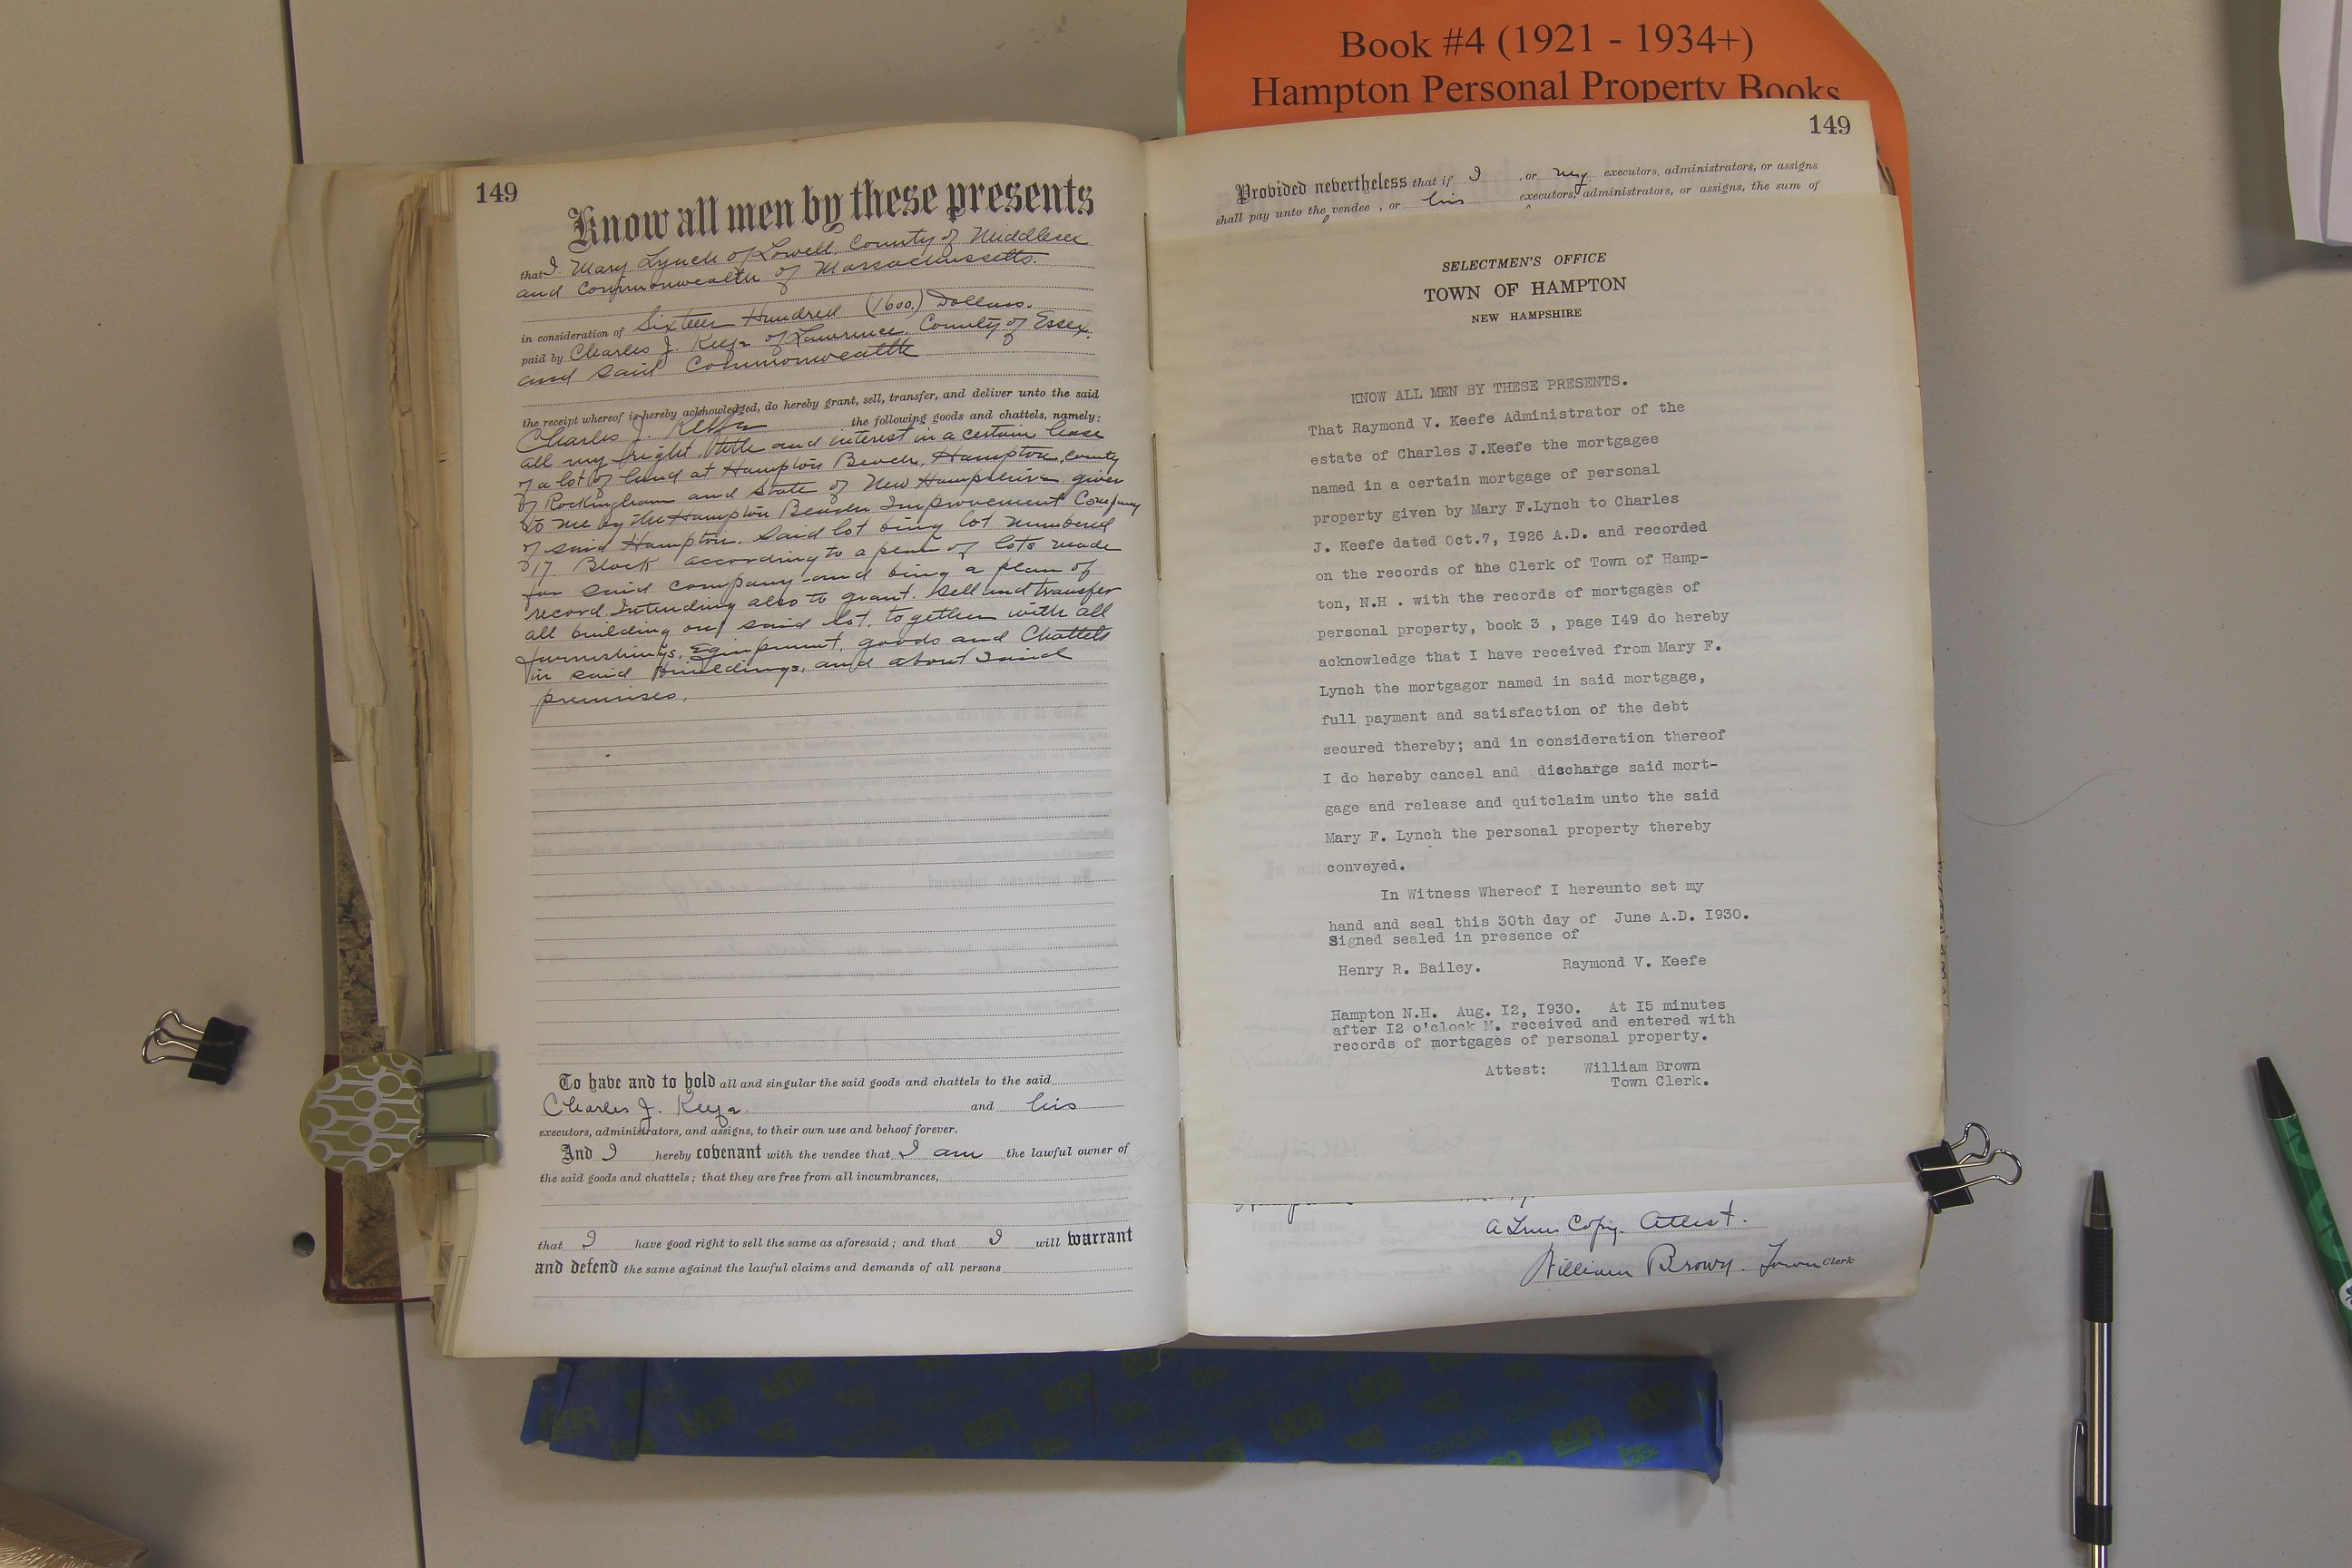 Book #4 (1921 - 1934+)
Hampton Personal Property Books
149
Know all men by these presents
that I. Mary Lynch of Lowell, County of Middlesex
and Commonwealth of Massachussetts.
in consideration of Sixteen Hundred (1600) Dollars.
paid by Charles J. Keefe of Lawrence, County of Essex.
and said Commonwealth
the receipt whereof is hereby acknowledged, do hereby grant, sell, transfer, and deliver unto the said
Charles J. Keefe the following goods and chattels, namely:
all my right, title and interest in a certain lease
of a lot of land at Hampton Beach, Hampton, County
of Rockingham and State of New Hampshire given
to me by the Hampton Beach Improvement Company
of said Hampton. Said lot being lot numbered
217. Block according to a plan of lots made
for said company and being a plan of
record. Intending also to grant. sell and transfer
all building on said lot, together with all
furnishings, Equipment, goods and Chattels
in said Buildings, and about said
premises.
To have and to hold all and singular the said goods and chattels to the said
Charles J. Keefe. and his
executors, administrators, and assigns, to their own use and behoof forever.
And I hereby covenant with the vendee that I am the lawful owner of
the said goods and chattels; that they are free from all incumbrances,
that I have good right to sell the same as aforesaid; and that I will warrant
and defend the same against the lawful claims and demands of all persons
149
Provided nevertheless that if I , or my executors, administrators, or assigns
shall pay unto the vendee , or his executors, administrators, or assigns, the sum of
SELECTMEN'S OFFICE
TOWN OF HAMPTON
NEW HAMPSHIRE
KNOW ALL MEN BY THESE PRESENTS.
That Raymond V. Keefe Administrator of the
estate of Charles J.Keefe the mortgagee
named in a certain mortgage of personal
property given by Mary F.Lynch to Charles
J. Keefe dated Oct.7, I926 A.D. and recorded
on the records of hhe Clerk of Town of Hamp-
ton, N.H . with the records of mortgages of
personal property, book 3 , page I49 do hereby
acknowledge that I have received from Mary F.
Lynch the mortgagor named in said mortgage,
full payment and satisfaction of the debt
secured thereby; and in consideration thereof
I do hereby cancel and discharge said mort-
gage and release and quitclaim unto the said
Mary F. Lynch the personal property thereby
conveyed.
In Witness Whereof I hereunto set my
hand and seal this 30th day of June A.D. I930.
Signed sealed in presence of
Henry R. Bailey. Raymond V. Keefe
Hampton N.H. Aug. I2, I930. At I5 minutes
after I2 o'clock M. received and entered with
records of mortgages of personal property.
Attest: William Brown
Town Clerk.
A True Copy. Attest.
William Brown. Town Clerk